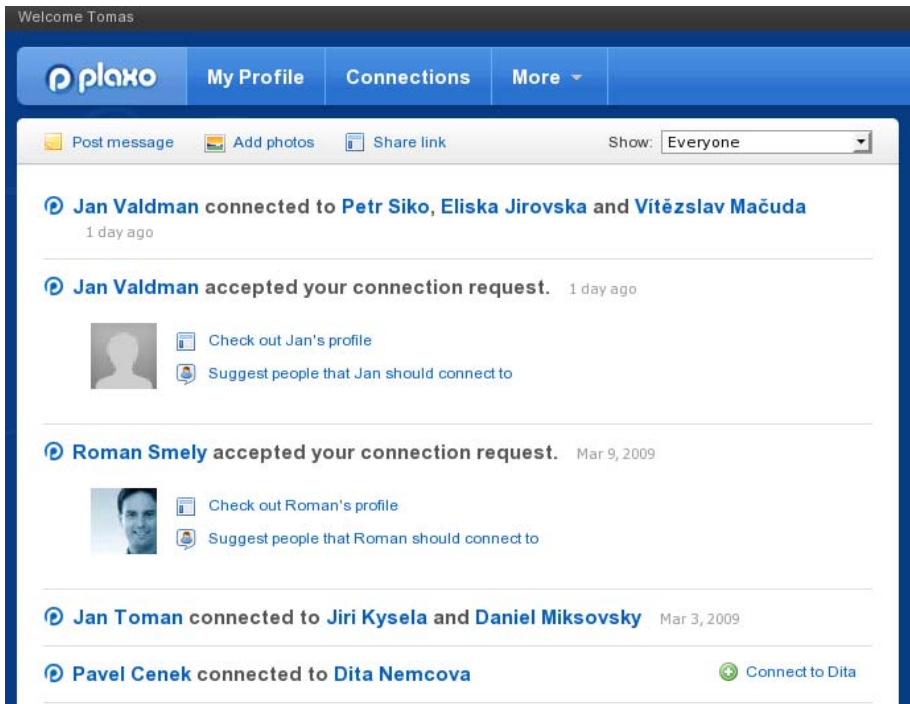 Welcome Tomas
plaxo My Profile Connections More
Post message Add photos Share link Show: Everyone
Jan Valdman connected to Petr Siko, Eliska Jirovska and Vítězslav Mačuda
1 day ago
Jan Valdman accepted your connection request. 1 day ago
Check out Jan's profile
Suggest people that Jan should connect to
Roman Smely accepted your connection request. Mar 9, 2009
Check out Roman's profile
Suggest people that Roman should connect to
Jan Toman connected to Jiri Kysela and Daniel Miksovsky Mar 3, 2009
Pavel Cenek connected to Dita Nemcova Connect to Dita